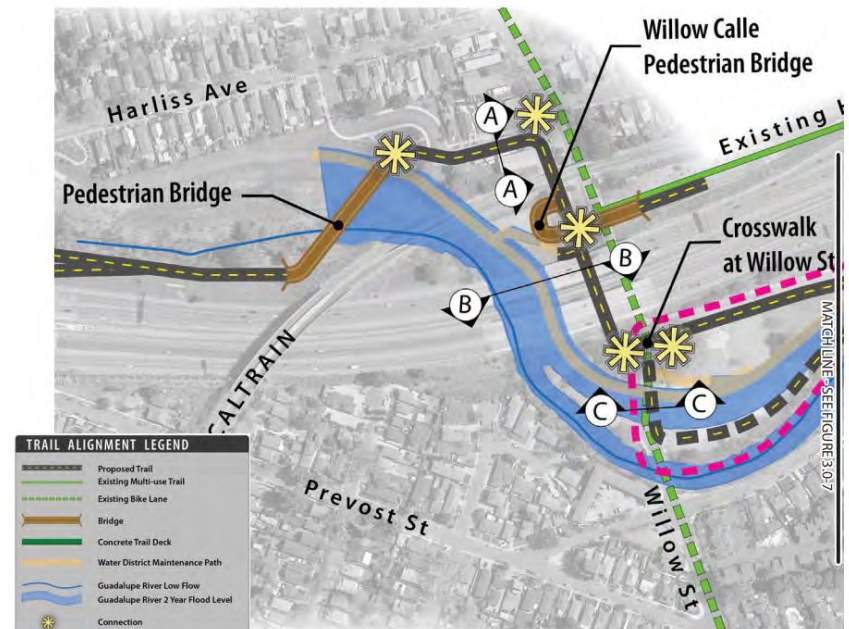 Willow Calle
Pedestrian Bridge
Harliss Ave
A
A
Existing
Pedestrian Bridge
Crosswalk
at Willow St
B
B
MATCH LINE - SEE FIGURE 3.0-7
CALTRAIN
C
C
TRAIL ALIGNMENT LEGEND
Proposed Trail
Existing Multi-use Trail
Existing Bike Lane
Bridge
Concrete Trail Deck
Water District Maintenance Path
Guadalupe River Low Flow
Guadalupe River 2 Year Flood Level
Connection
Prevost St
Willow St